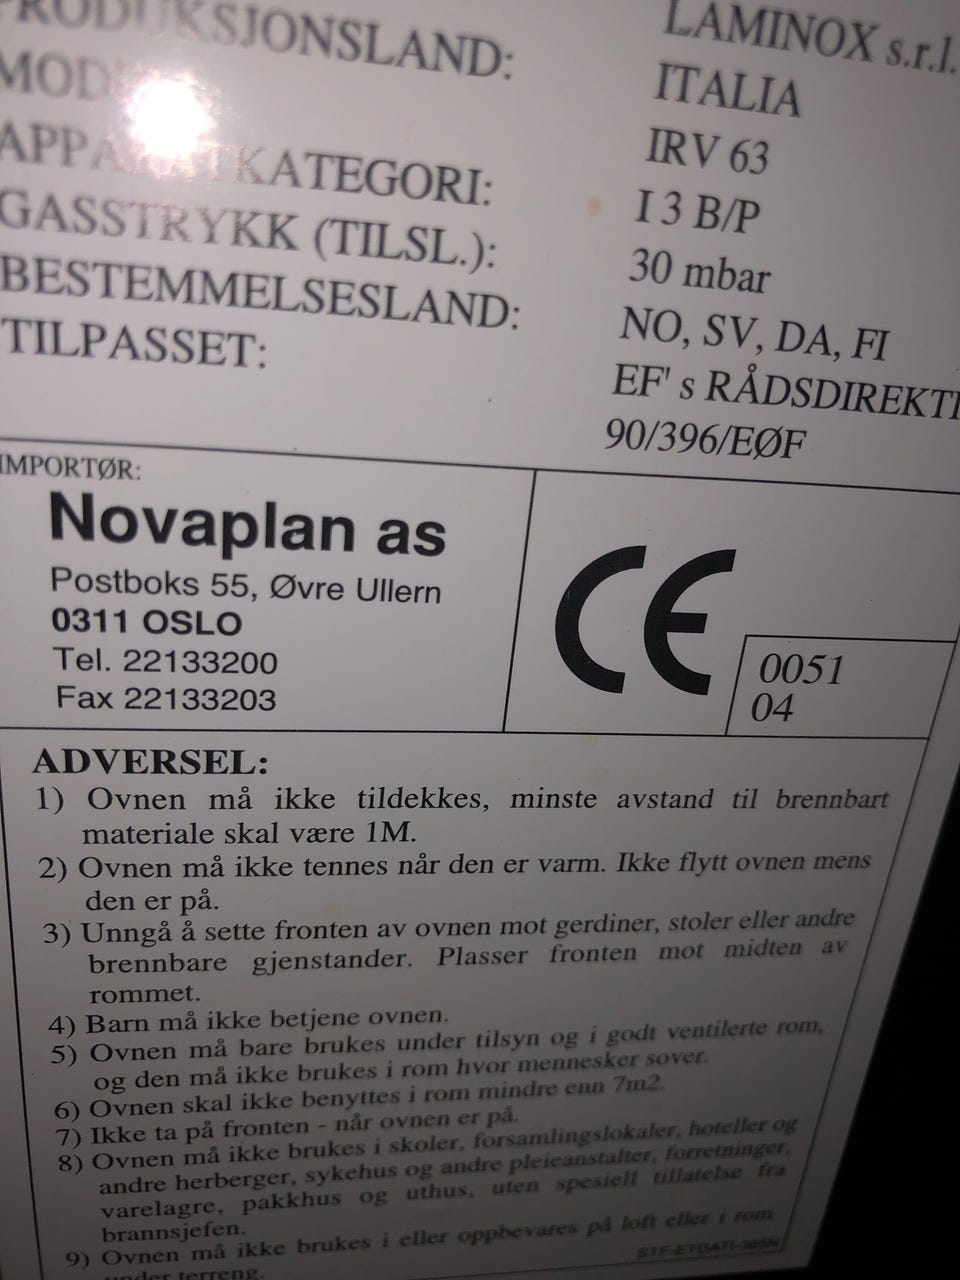 PRODUKSJONSLAND: LAMINOX s.r.l.
ITALIA
IRV 63
KATEGORI: I 3 B/P
GASSTRYKK (TILSL.): 30 mbar
BESTEMMELSESLAND: NO, SV, DA, FI
TILPASSET: EF' s RÅDSDIREKTI
90/396/EØF
IMPORTØR:
Novaplan as
Postboks 55, Øvre Ullern
0311 OSLO
Tel. 22133200
Fax 22133203
CE
0051
04
ADVERSEL:
1) Ovnen må ikke tildekkes, minste avstand til brennbart
materiale skal være 1M.
2) Ovnen må ikke tennes når den er varm. Ikke flytt ovnen mens
den er på.
3) Unngå å sette fronten av ovnen mot gerdiner, stoler eller andre
brennbare gjenstander. Plasser fronten mot midten av
rommet.
4) Barn må ikke betjene ovnen.
5) Ovnen må bare brukes under tilsyn og i godt ventilerte rom,
og den må ikke brukes i rom hvor mennesker sover.
6) Ovnen skal ikke benyttes i rom mindre enn 7m2.
7) Ikke ta på fronten - når ovnen er på.
8) Ovnen må ikke brukes i skoler, forsamlingslokaler, hoteller og
andre herberger, sykehus og andre pleieanstalter, forretninger,
varelagre, pakkhus og uthus, uten spesiell tillatelse fra
brannsjefen.
9) Ovnen må ikke brukes i eller oppbevares på loft eller i rom
under terreng.